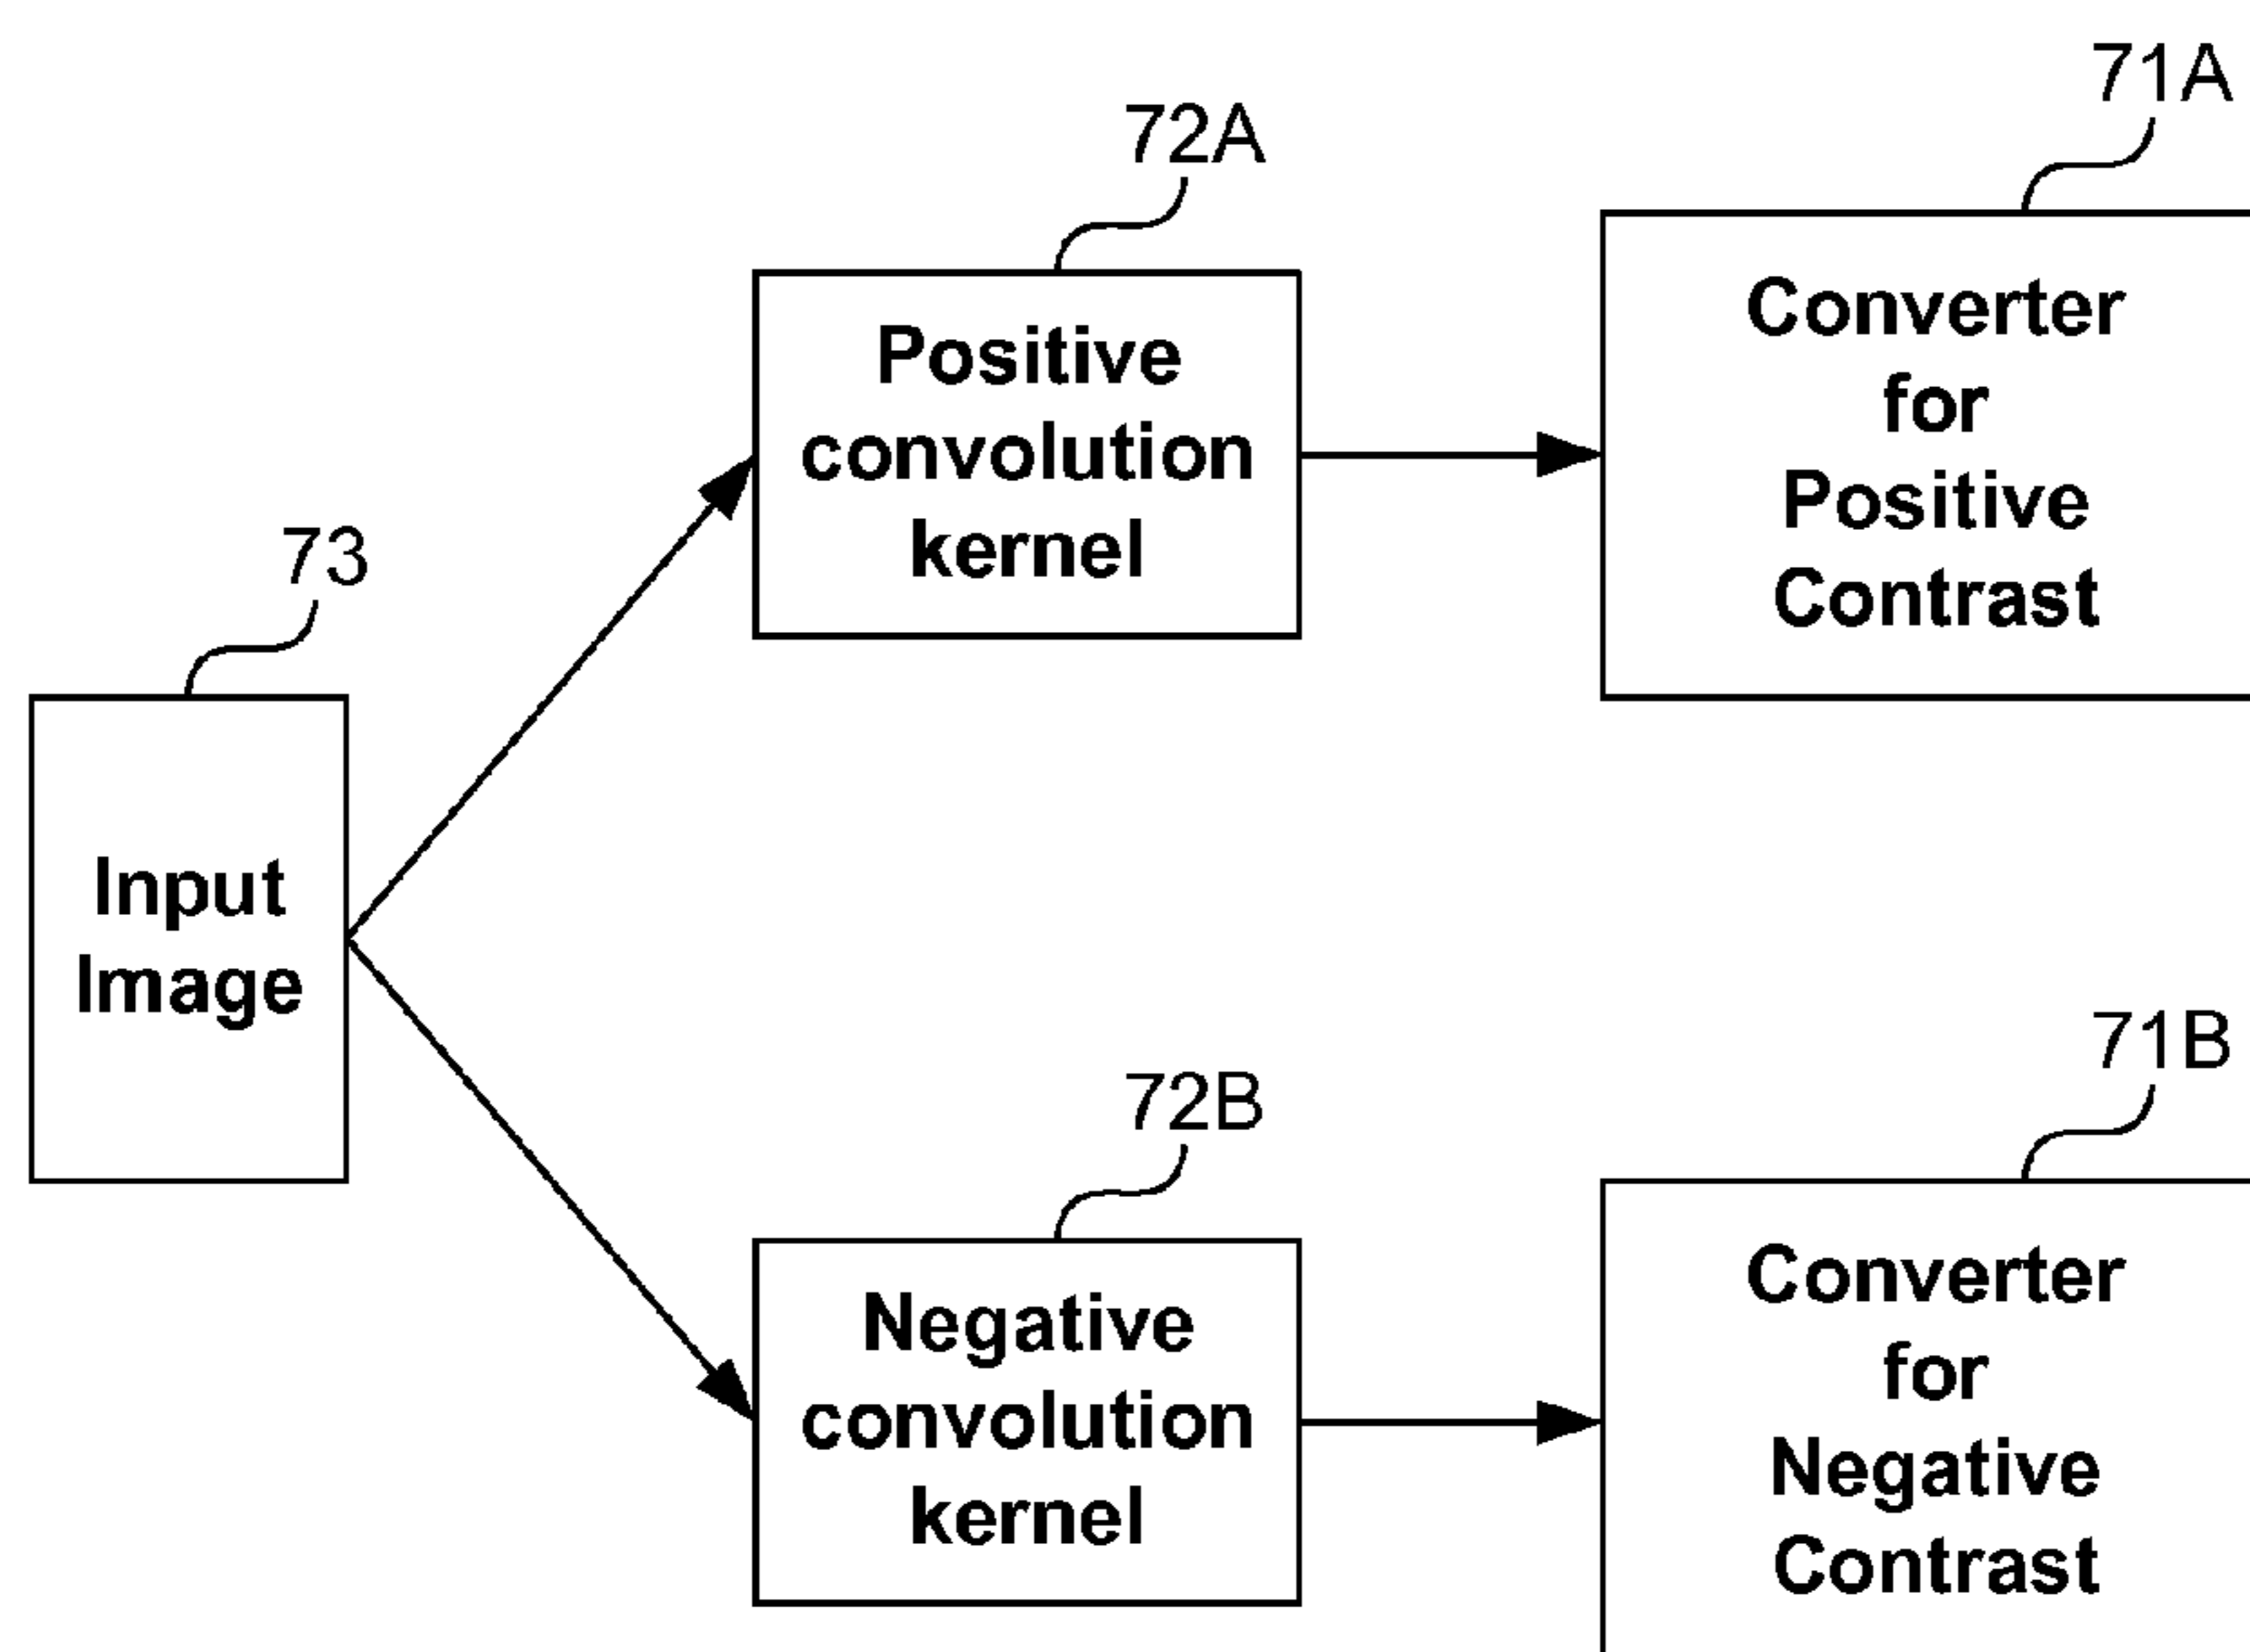 73
Input
Image
72A
Positive
convolution
kernel
71A
Converter
for
Positive
Contrast
72B
Negative
convolution
kernel
71B
Converter
for
Negative
Contrast